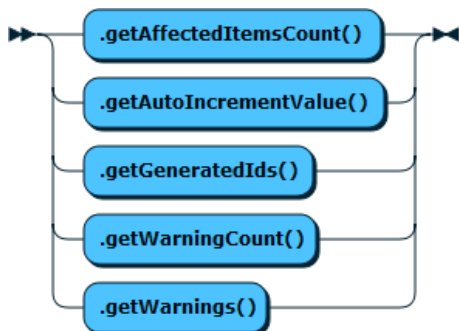 .getAffectedItemsCount()
.getAutoIncrementValue()
.getGeneratedIds()
.getWarningCount()
.getWarnings()